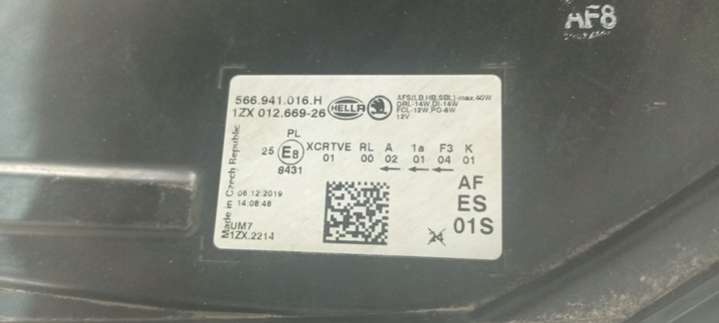 AF8
566.941.016.H
1ZX 012.669-26
HELLA
AFS(LB,HB,SBL)-max.40W
DRL-14W,DI-14W
FCL-12W,PO-6W
12V
PL
25 E8 XCRTVE RL A 1a F3 K
8431 01 00 02 01 04 01
Made in Czech Republic
06.12.2019
14:08:48
UM7
1ZX.2214
AF
ES
01S